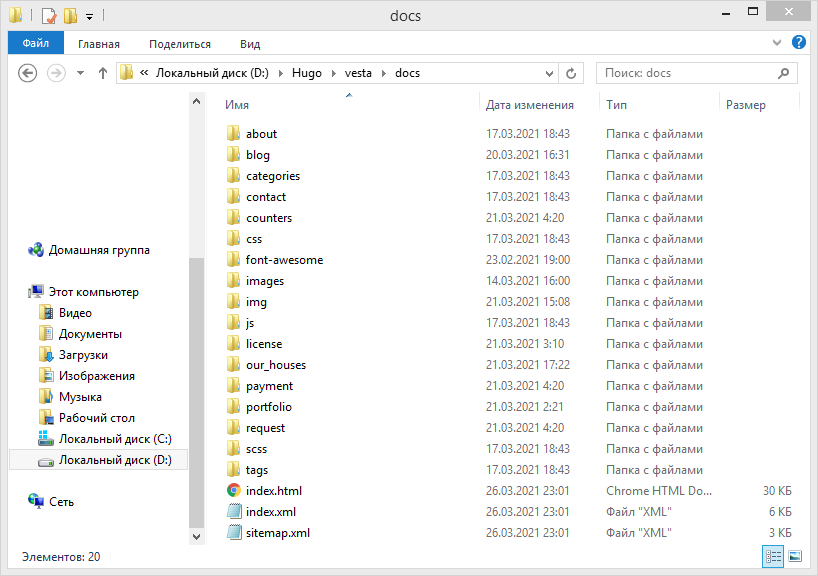 docs
Файл Главная Поделиться Вид
« Локальный диск (D:) Hugo vesta docs Поиск: docs
Имя Дата изменения Тип Размер
Домашняя группа
Этот компьютер
Видео
Документы
Загрузки
Изображения
Музыка
Рабочий стол
Локальный диск (C:)
Локальный диск (D:)
Сеть
about 17.03.2021 18:43 Папка с файлами
blog 20.03.2021 16:31 Папка с файлами
categories 17.03.2021 18:43 Папка с файлами
contact 17.03.2021 18:43 Папка с файлами
counters 21.03.2021 4:20 Папка с файлами
css 17.03.2021 18:43 Папка с файлами
font-awesome 23.02.2021 19:00 Папка с файлами
images 14.03.2021 16:00 Папка с файлами
img 21.03.2021 15:08 Папка с файлами
js 17.03.2021 18:43 Папка с файлами
license 21.03.2021 3:10 Папка с файлами
our_houses 21.03.2021 17:22 Папка с файлами
payment 21.03.2021 4:20 Папка с файлами
portfolio 21.03.2021 2:21 Папка с файлами
request 21.03.2021 4:20 Папка с файлами
scss 17.03.2021 18:43 Папка с файлами
tags 17.03.2021 18:43 Папка с файлами
index.html 26.03.2021 23:01 Chrome HTML Do... 30 КБ
index.xml 26.03.2021 23:01 Файл "XML" 6 КБ
sitemap.xml 26.03.2021 23:01 Файл "XML" 3 КБ
Элементов: 20